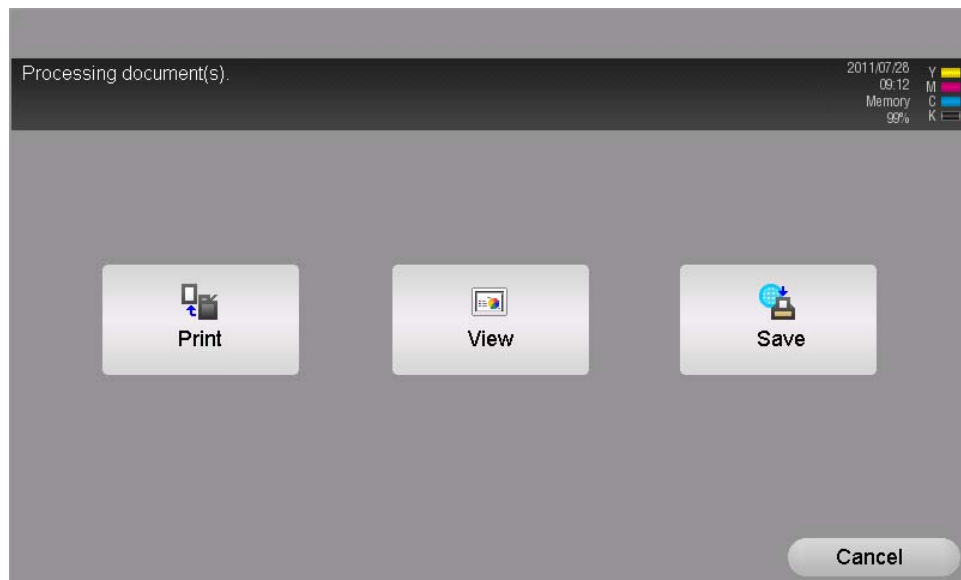 Processing document(s).
2011/07/28
09:12
Memory
99%
Y
M
C
K
Print
View
Save
Cancel